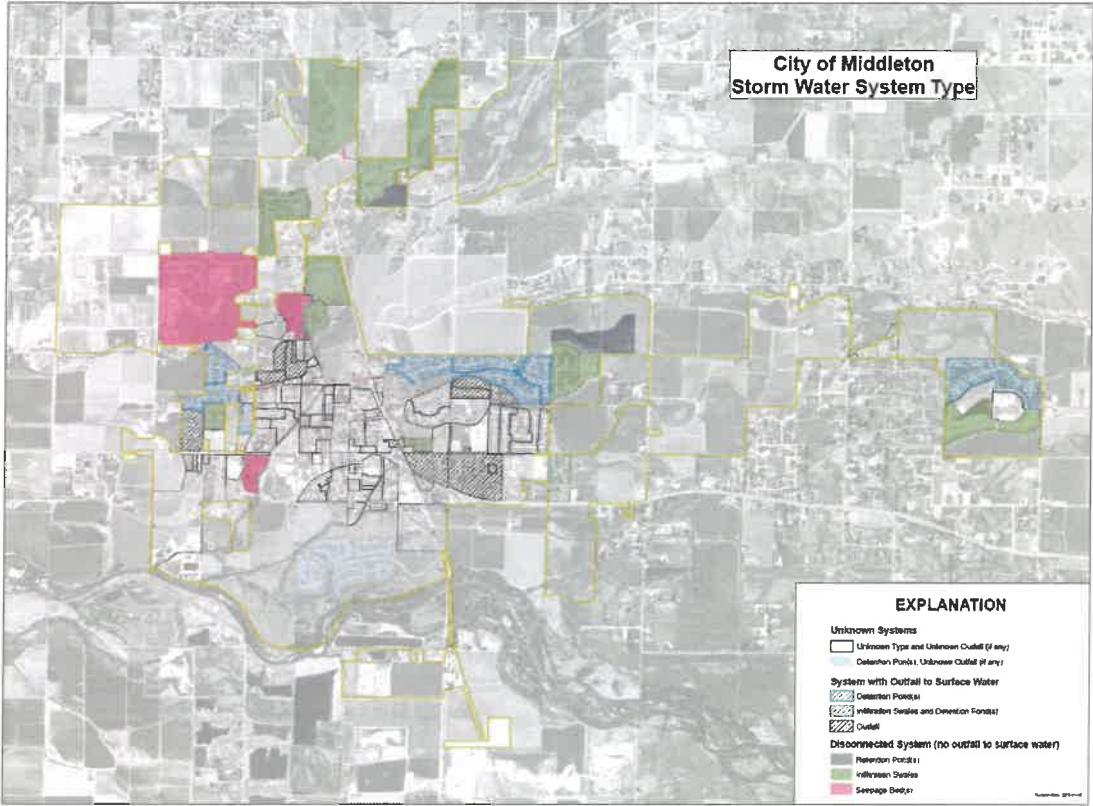 City of Middleton
Storm Water System Type
EXPLANATION
Unknown Systems
Unknown Type and Unknown Outfall (if any)
Detention Pond(s), Unknown Outfall (if any)
System with Outfall to Surface Water
Detention Pond(s)
Infiltration Swales and Detention Pond(s)
Outfall
Disconnected System (no outfall to surface water)
Retention Pond(s)
Infiltration Swales
Seepage Bed(s)